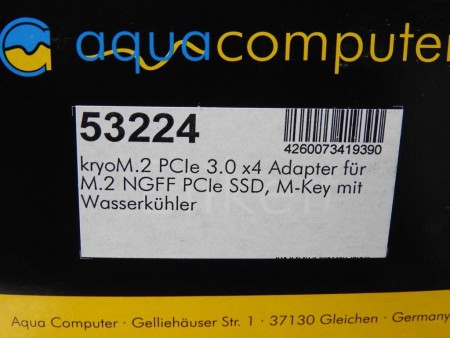 aquacomputer
53224
4260073419390
kryoM.2 PCIe 3.0 x4 Adapter für
M.2 NGFF PCIe SSD, M-Key mit
Wasserkühler
Aqua Computer · Gelliehäuser Str. 1 · 37130 Gleichen · Germany